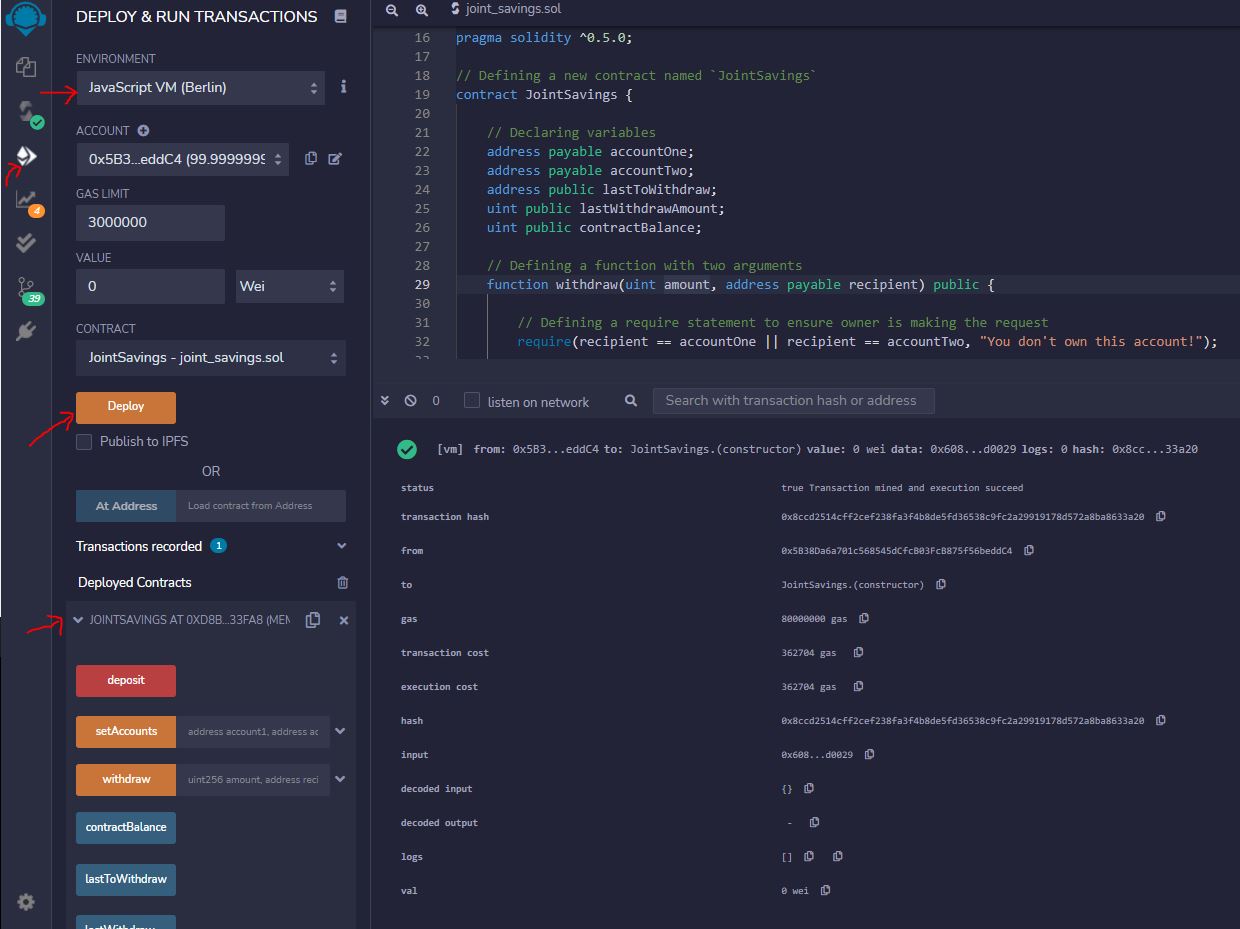 DEPLOY & RUN TRANSACTIONS
ENVIRONMENT
JavaScript VM (Berlin)
ACCOUNT
0x5B3...eddC4 (99.9999999
GAS LIMIT
3000000
VALUE
0
Wei
CONTRACT
JointSavings - joint_savings.sol
Deploy
Publish to IPFS
OR
At Address
Load contract from Address
Transactions recorded 1
Deployed Contracts
JOINTSAVINGS AT 0XD8B...33FA8 (MEM
deposit
setAccounts
address account1, address ac
withdraw
uint256 amount, address reci
contractBalance
lastToWithdraw
lastWithdraw
4
39
joint_savings.sol
16 pragma solidity ^0.5.0;
17
18 // Defining a new contract named `JointSavings`
19 contract JointSavings {
20
21 // Declaring variables
22 address payable accountOne;
23 address payable accountTwo;
24 address public lastToWithdraw;
25 uint public lastWithdrawAmount;
26 uint public contractBalance;
27
28 // Defining a function with two arguments
29 function withdraw(uint amount, address payable recipient) public {
30
31 // Defining a require statement to ensure owner is making the request
32 require(recipient == accountOne || recipient == accountTwo, "You don't own this account!");
0
listen on network
Search with transaction hash or address
[vm] from: 0x5B3...eddC4 to: JointSavings.(constructor) value: 0 wei data: 0x608...d0029 logs: 0 hash: 0x8cc...33a20
status true Transaction mined and execution succeed
transaction hash 0x8ccd2514cff2cef238fa3f4b8de5fd36538c9fc2a29919178d572a8ba8633a20
from 0x5B38Da6a701c568545dCfcB03FcB875f56beddC4
to JointSavings.(constructor)
gas 80000000 gas
transaction cost 362704 gas
execution cost 362704 gas
hash 0x8ccd2514cff2cef238fa3f4b8de5fd36538c9fc2a29919178d572a8ba8633a20
input 0x608...d0029
decoded input {}
decoded output -
logs []
val 0 wei